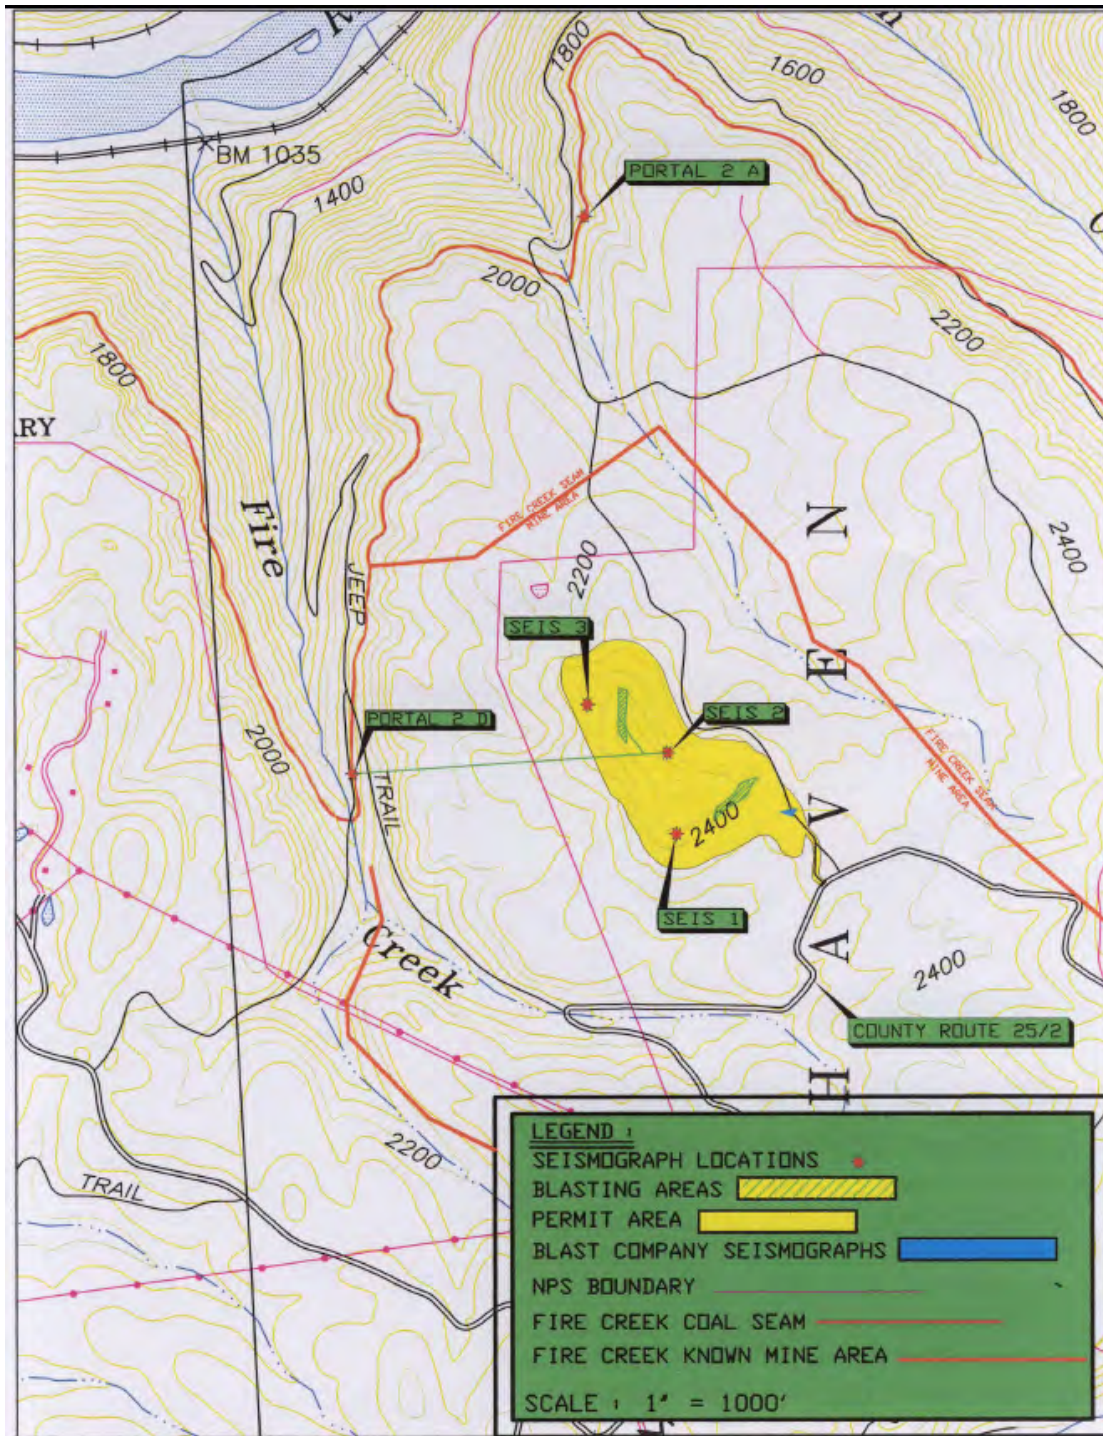 1800
1600
1800
BM 1035
PORTAL 2 A
1400
2000
2200
1800
RY
Fire
FIRE CREEK SEAM
MINE AREA
N
2400
2200
JEEP
SEIS 3
E
PORTAL 2 D
SEIS 2
2000
TRAIL
FIRE CREEK SEAM
MINE AREA
V
2400
SEIS 1
Creek
A
2400
COUNTY ROUTE 25/2
H
2200
TRAIL
LEGEND :
SEISMOGRAPH LOCATIONS
BLASTING AREAS
PERMIT AREA
BLAST COMPANY SEISMOGRAPHS
NPS BOUNDARY
FIRE CREEK COAL SEAM
FIRE CREEK KNOWN MINE AREA
SCALE : 1" = 1000'